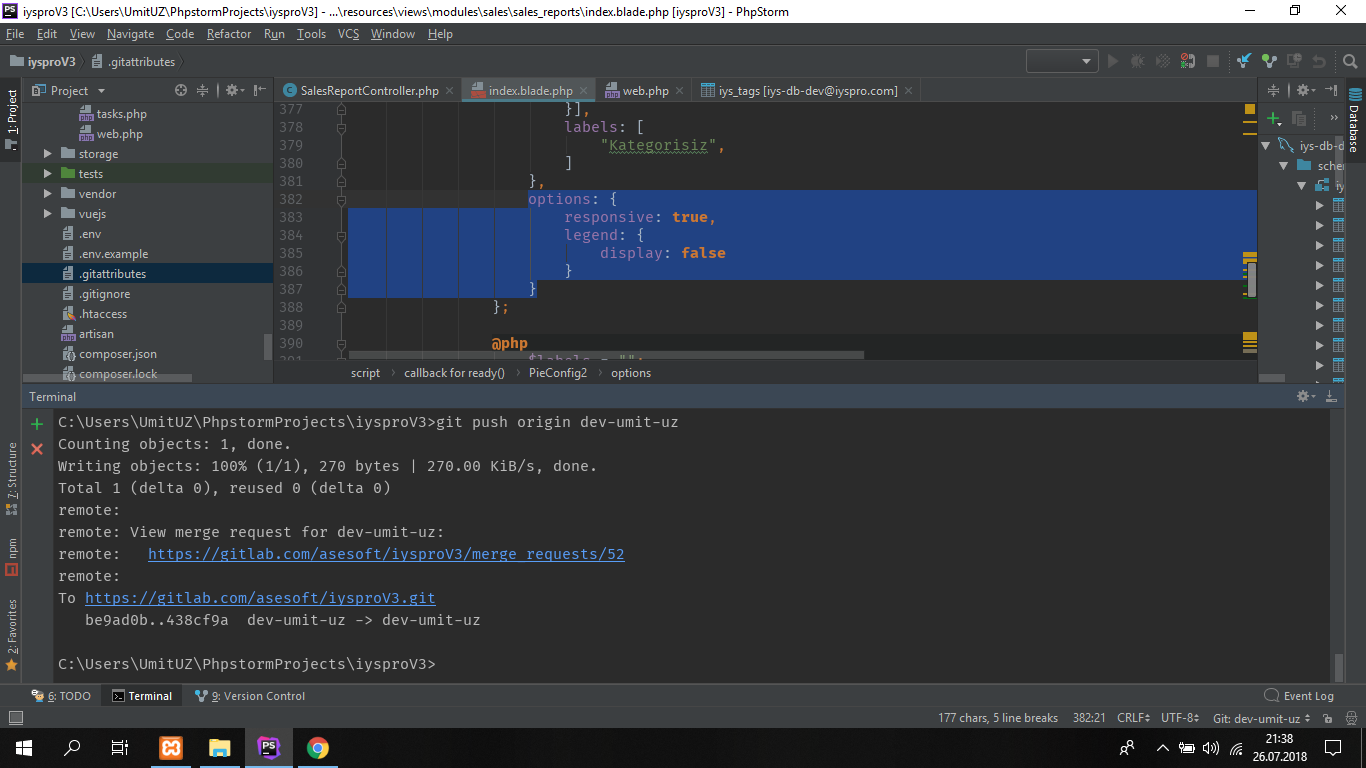 iysproV3 [C:\Users\UmitUZ\PhpstormProjects\iysproV3] - ...\resources\views\modules\sales\sales_reports\index.blade.php [iysproV3] - PhpStorm
File Edit View Navigate Code Refactor Run Tools VCS Window Help
iysproV3 .gitattributes
1: Project
Project
tasks.php
web.php
storage
tests
vendor
vuejs
.env
.env.example
.gitattributes
.gitignore
.htaccess
artisan
composer.json
composer.lock
SalesReportController.php index.blade.php web.php iys_tags [iys-db-dev@iyspro.com]
377 }],
378 labels: [
379 "Kategorisiz",
380 ]
381 },
382 options: {
383 responsive: true,
384 legend: {
385 display: false
386 }
387 }
388 };
389
390 @php
391 $labels = "";
script callback for ready() PieConfig2 options
Database
iys-db-d
sche
Terminal
C:\Users\UmitUZ\PhpstormProjects\iysproV3>git push origin dev-umit-uz
Counting objects: 1, done.
Writing objects: 100% (1/1), 270 bytes | 270.00 KiB/s, done.
Total 1 (delta 0), reused 0 (delta 0)
remote:
remote: View merge request for dev-umit-uz:
remote:   https://gitlab.com/asesoft/iysproV3/merge_requests/52
remote:
To https://gitlab.com/asesoft/iysproV3.git
be9ad0b..438cf9a  dev-umit-uz -> dev-umit-uz
C:\Users\UmitUZ\PhpstormProjects\iysproV3>
7: Structure
npm
2: Favorites
6: TODO Terminal 9: Version Control Event Log
177 chars, 5 line breaks 382:21 CRLF UTF-8 Git: dev-umit-uz
21:38
26.07.2018